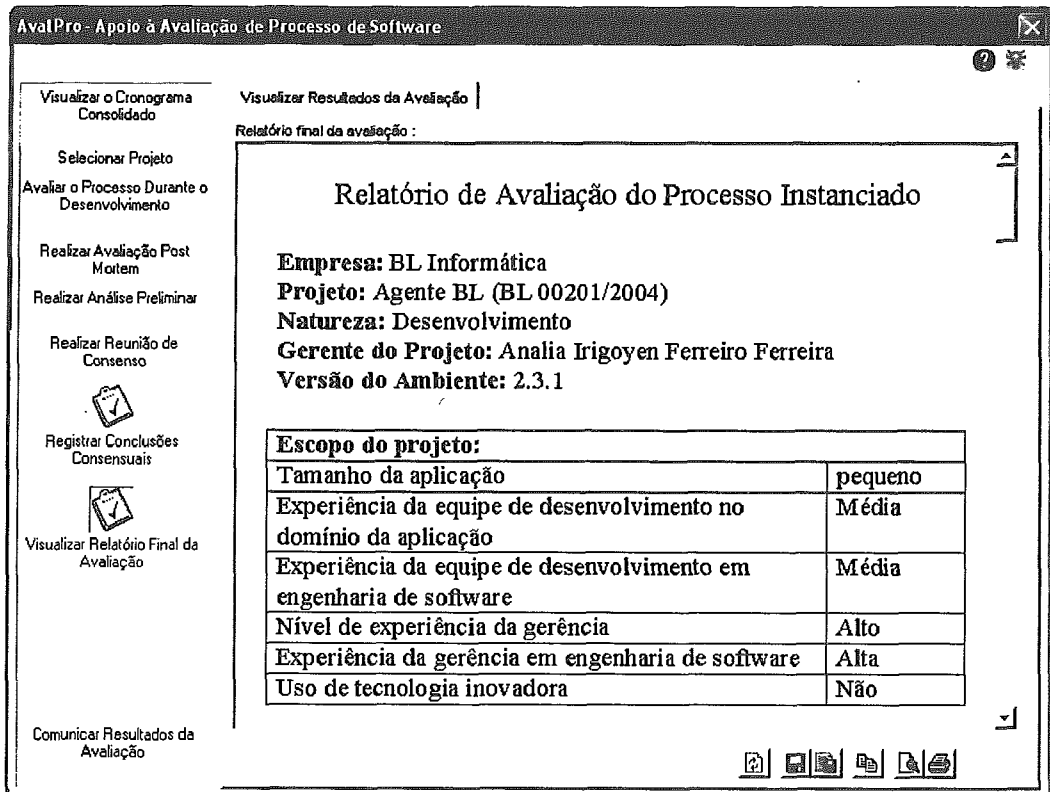 AvalPro - Apoio à Avaliação de Processo de Software
Visualizar o Cronograma
Consolidado
Selecionar Projeto
Avaliar o Processo Durante o
Desenvolvimento
Realizar Avaliação Post
Mortem
Realizar Análise Preliminar
Realizar Reunião de
Consenso
Registrar Conclusões
Consensuais
Visualizar Relatório Final da
Avaliação
Comunicar Resultados da
Avaliação
Visualizar Resultados da Avaliação
Relatório final da avaliação :
Relatório de Avaliação do Processo Instanciado
Empresa: BL Informática
Projeto: Agente BL (BL 00201/2004)
Natureza: Desenvolvimento
Gerente do Projeto: Analia Irigoyen Ferreiro Ferreira
Versão do Ambiente: 2.3.1
Escopo do projeto:
Tamanho da aplicação pequeno
Experiência da equipe de desenvolvimento no Média
domínio da aplicação
Experiência da equipe de desenvolvimento em Média
engenharia de software
Nível de experiência da gerência Alto
Experiência da gerência em engenharia de software Alta
Uso de tecnologia inovadora Não